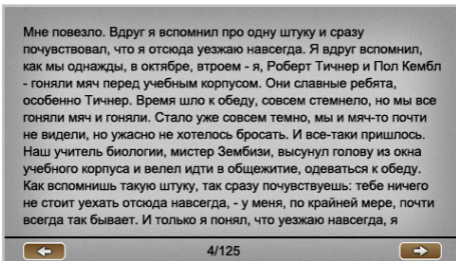 Мне повезло. Вдруг я вспомнил про одну штуку и сразу
почувствовал, что я отсюда уезжаю навсегда. Я вдруг вспомнил,
как мы однажды, в октябре, втроем - я, Роберт Тичнер и Пол Кембл
- гоняли мяч перед учебным корпусом. Они славные ребята,
особенно Тичнер. Время шло к обеду, совсем стемнело, но мы все
гоняли мяч и гоняли. Стало уже совсем темно, мы и мяч-то почти
не видели, но ужасно не хотелось бросать. И все-таки пришлось.
Наш учитель биологии, мистер Зембизи, высунул голову из окна
учебного корпуса и велел идти в общежитие, одеваться к обеду.
Как вспомнишь такую штуку, так сразу почувствуешь: тебе ничего
не стоит уехать отсюда навсегда, - у меня, по крайней мере, почти
всегда так бывает. И только я понял, что уезжаю навсегда, я
4/125